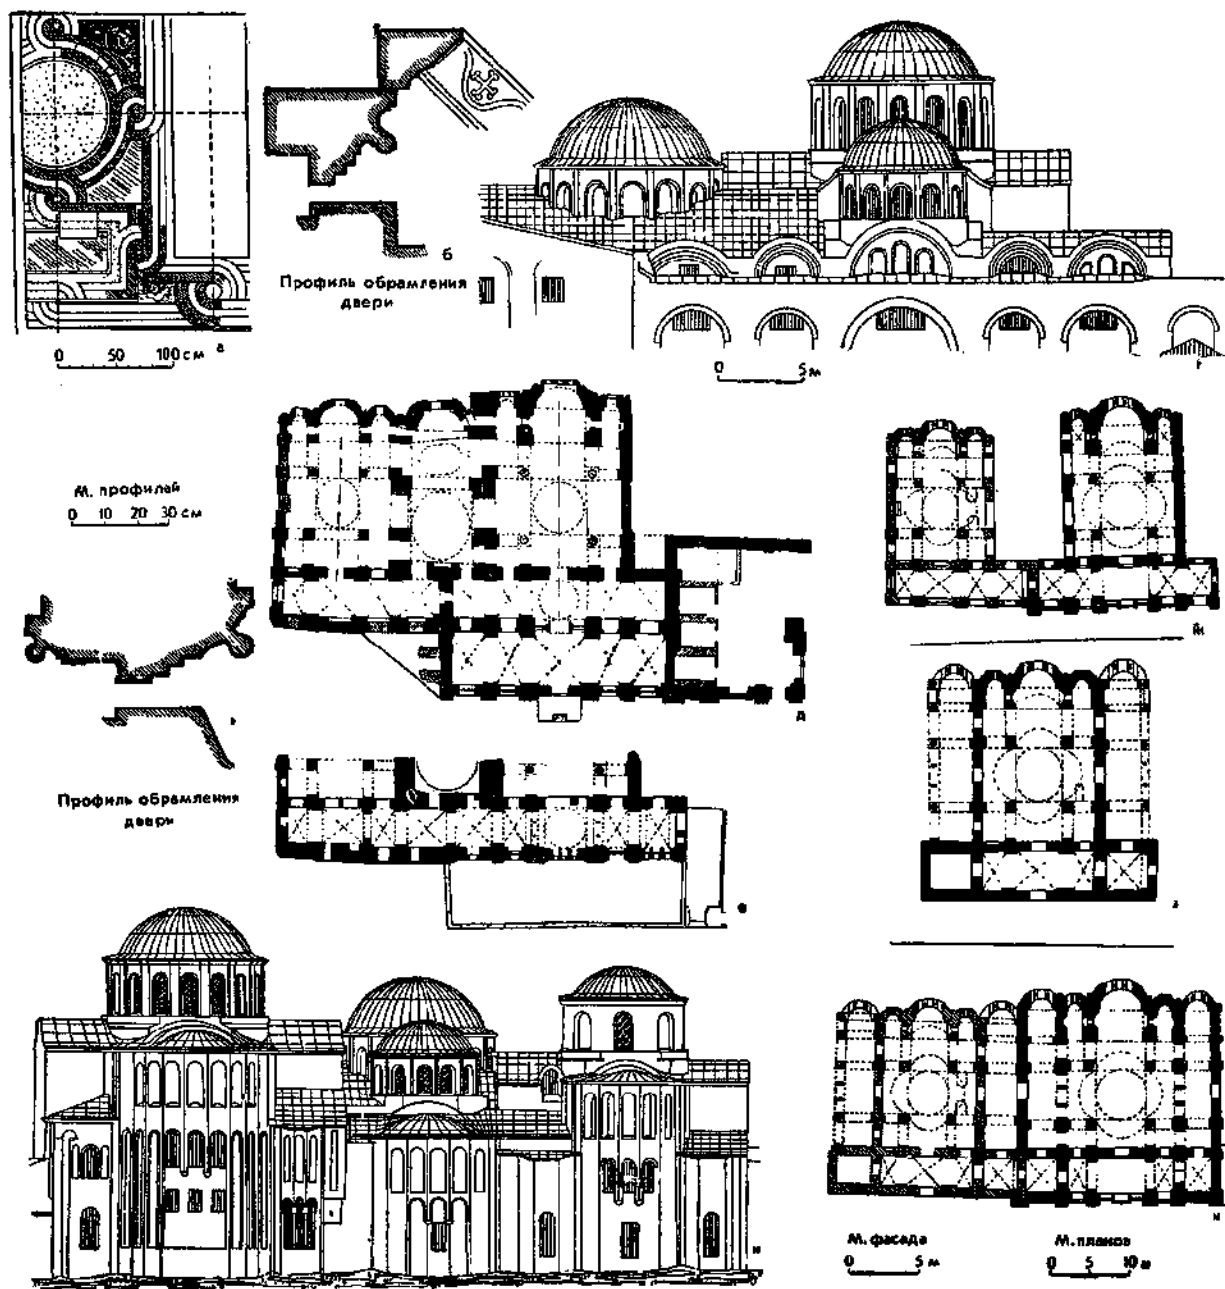 б
Профиль обрамления
двери
0 50 100 см
0 5 м
г
М. профилей
0 10 20 30 см
й
д
Профиль обрамления
двери
М. фасада
0 5 м
М. планов
0 5 10 м